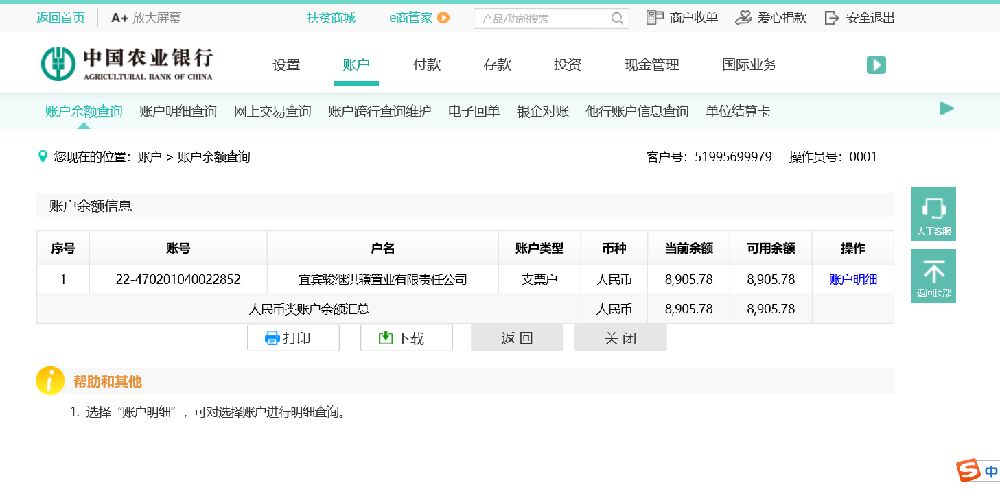 返回首页 A+ 放大屏幕 扶贫商城 e商管家 产品/功能搜索 商户收单 爱心捐款 安全退出
中国农业银行
AGRICULTURAL BANK OF CHINA
设置 账户 付款 存款 投资 现金管理 国际业务
账户余额查询 账户明细查询 网上交易查询 账户跨行查询维护 电子回单 银企对账 他行账户信息查询 单位结算卡
您现在的位置：账户 > 账户余额查询 客户号：51995699979 操作员号：0001
账户余额信息
人工客服
序号 账号 户名 账户类型 币种 当前余额 可用余额 操作
1 22-470201040022852 宜宾骏继洪骥置业有限责任公司 支票户 人民币 8,905.78 8,905.78 账户明细
返回顶部
人民币类账户余额汇总 人民币 8,905.78 8,905.78
打印 下载 返 回 关 闭
i 帮助和其他
1. 选择“账户明细”，可对选择账户进行明细查询。
S 中